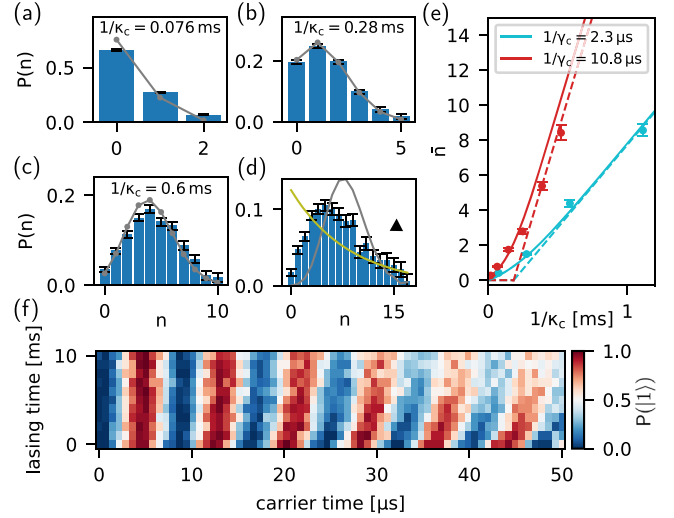 (a)
1/κc = 0.076 ms
P(n)
0.5
0.0
0
2
(b)
1/κc = 0.28 ms
0.2
0.0
0
5
(c)
1/κc = 0.6 ms
P(n)
0.2
0.0
0
10
n
(d)
0.1
0.0
0
15
n
(e)
1/γc = 2.3 µs
1/γc = 10.8 µs
n̄
14
12
10
8
6
4
2
0
0
1
1/κc [ms]
(f)
lasing time [ms]
10
0
0
10
20
30
40
50
carrier time [µs]
1.0
0.5
0.0
P(|1⟩)